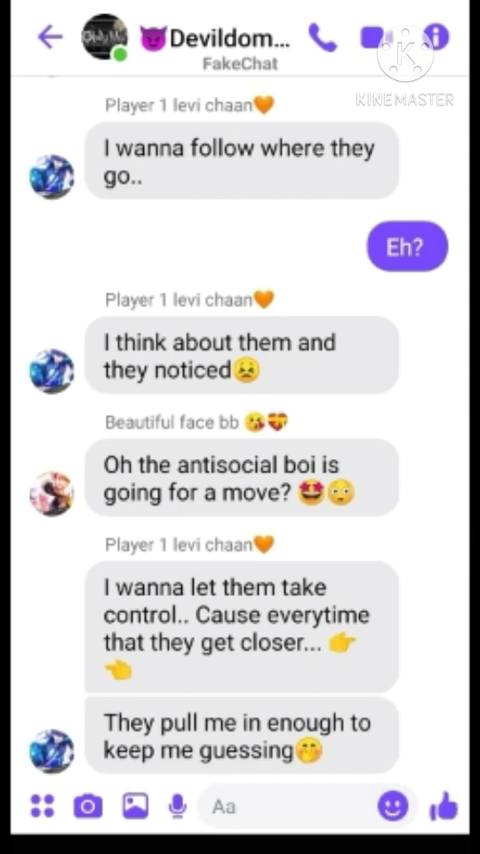 😈Devildom...
FakeChat
KINEMASTER
Player 1 levi chaan🧡
I wanna follow where they
go..
Eh?
Player 1 levi chaan🧡
I think about them and
they noticed😣
Beautiful face bb 😘💝
Oh the antisocial boi is
going for a move? 🤩😳
Player 1 levi chaan🧡
I wanna let them take
control.. Cause everytime
that they get closer... 👉
👈
They pull me in enough to
keep me guessing🤭
Aa